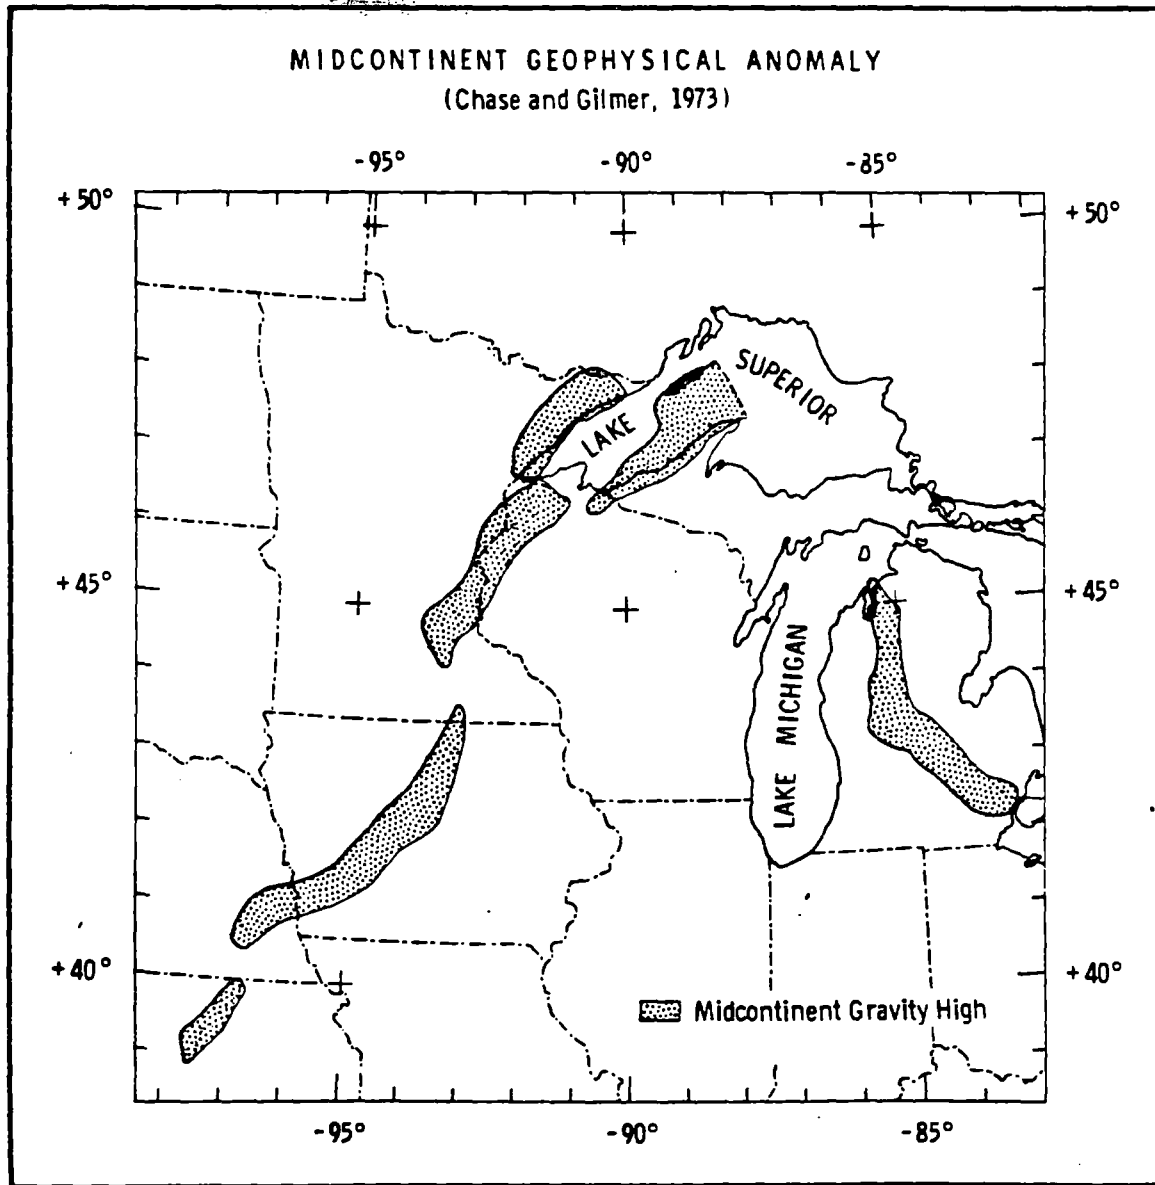 MIDCONTINENT GEOPHYSICAL ANOMALY
(Chase and Gilmer, 1973)
-95° -90° -85°
+50° +50°
SUPERIOR
LAKE
+45° +45°
LAKE MICHIGAN
+40° +40°
Midcontinent Gravity High
-95° -90° -85°